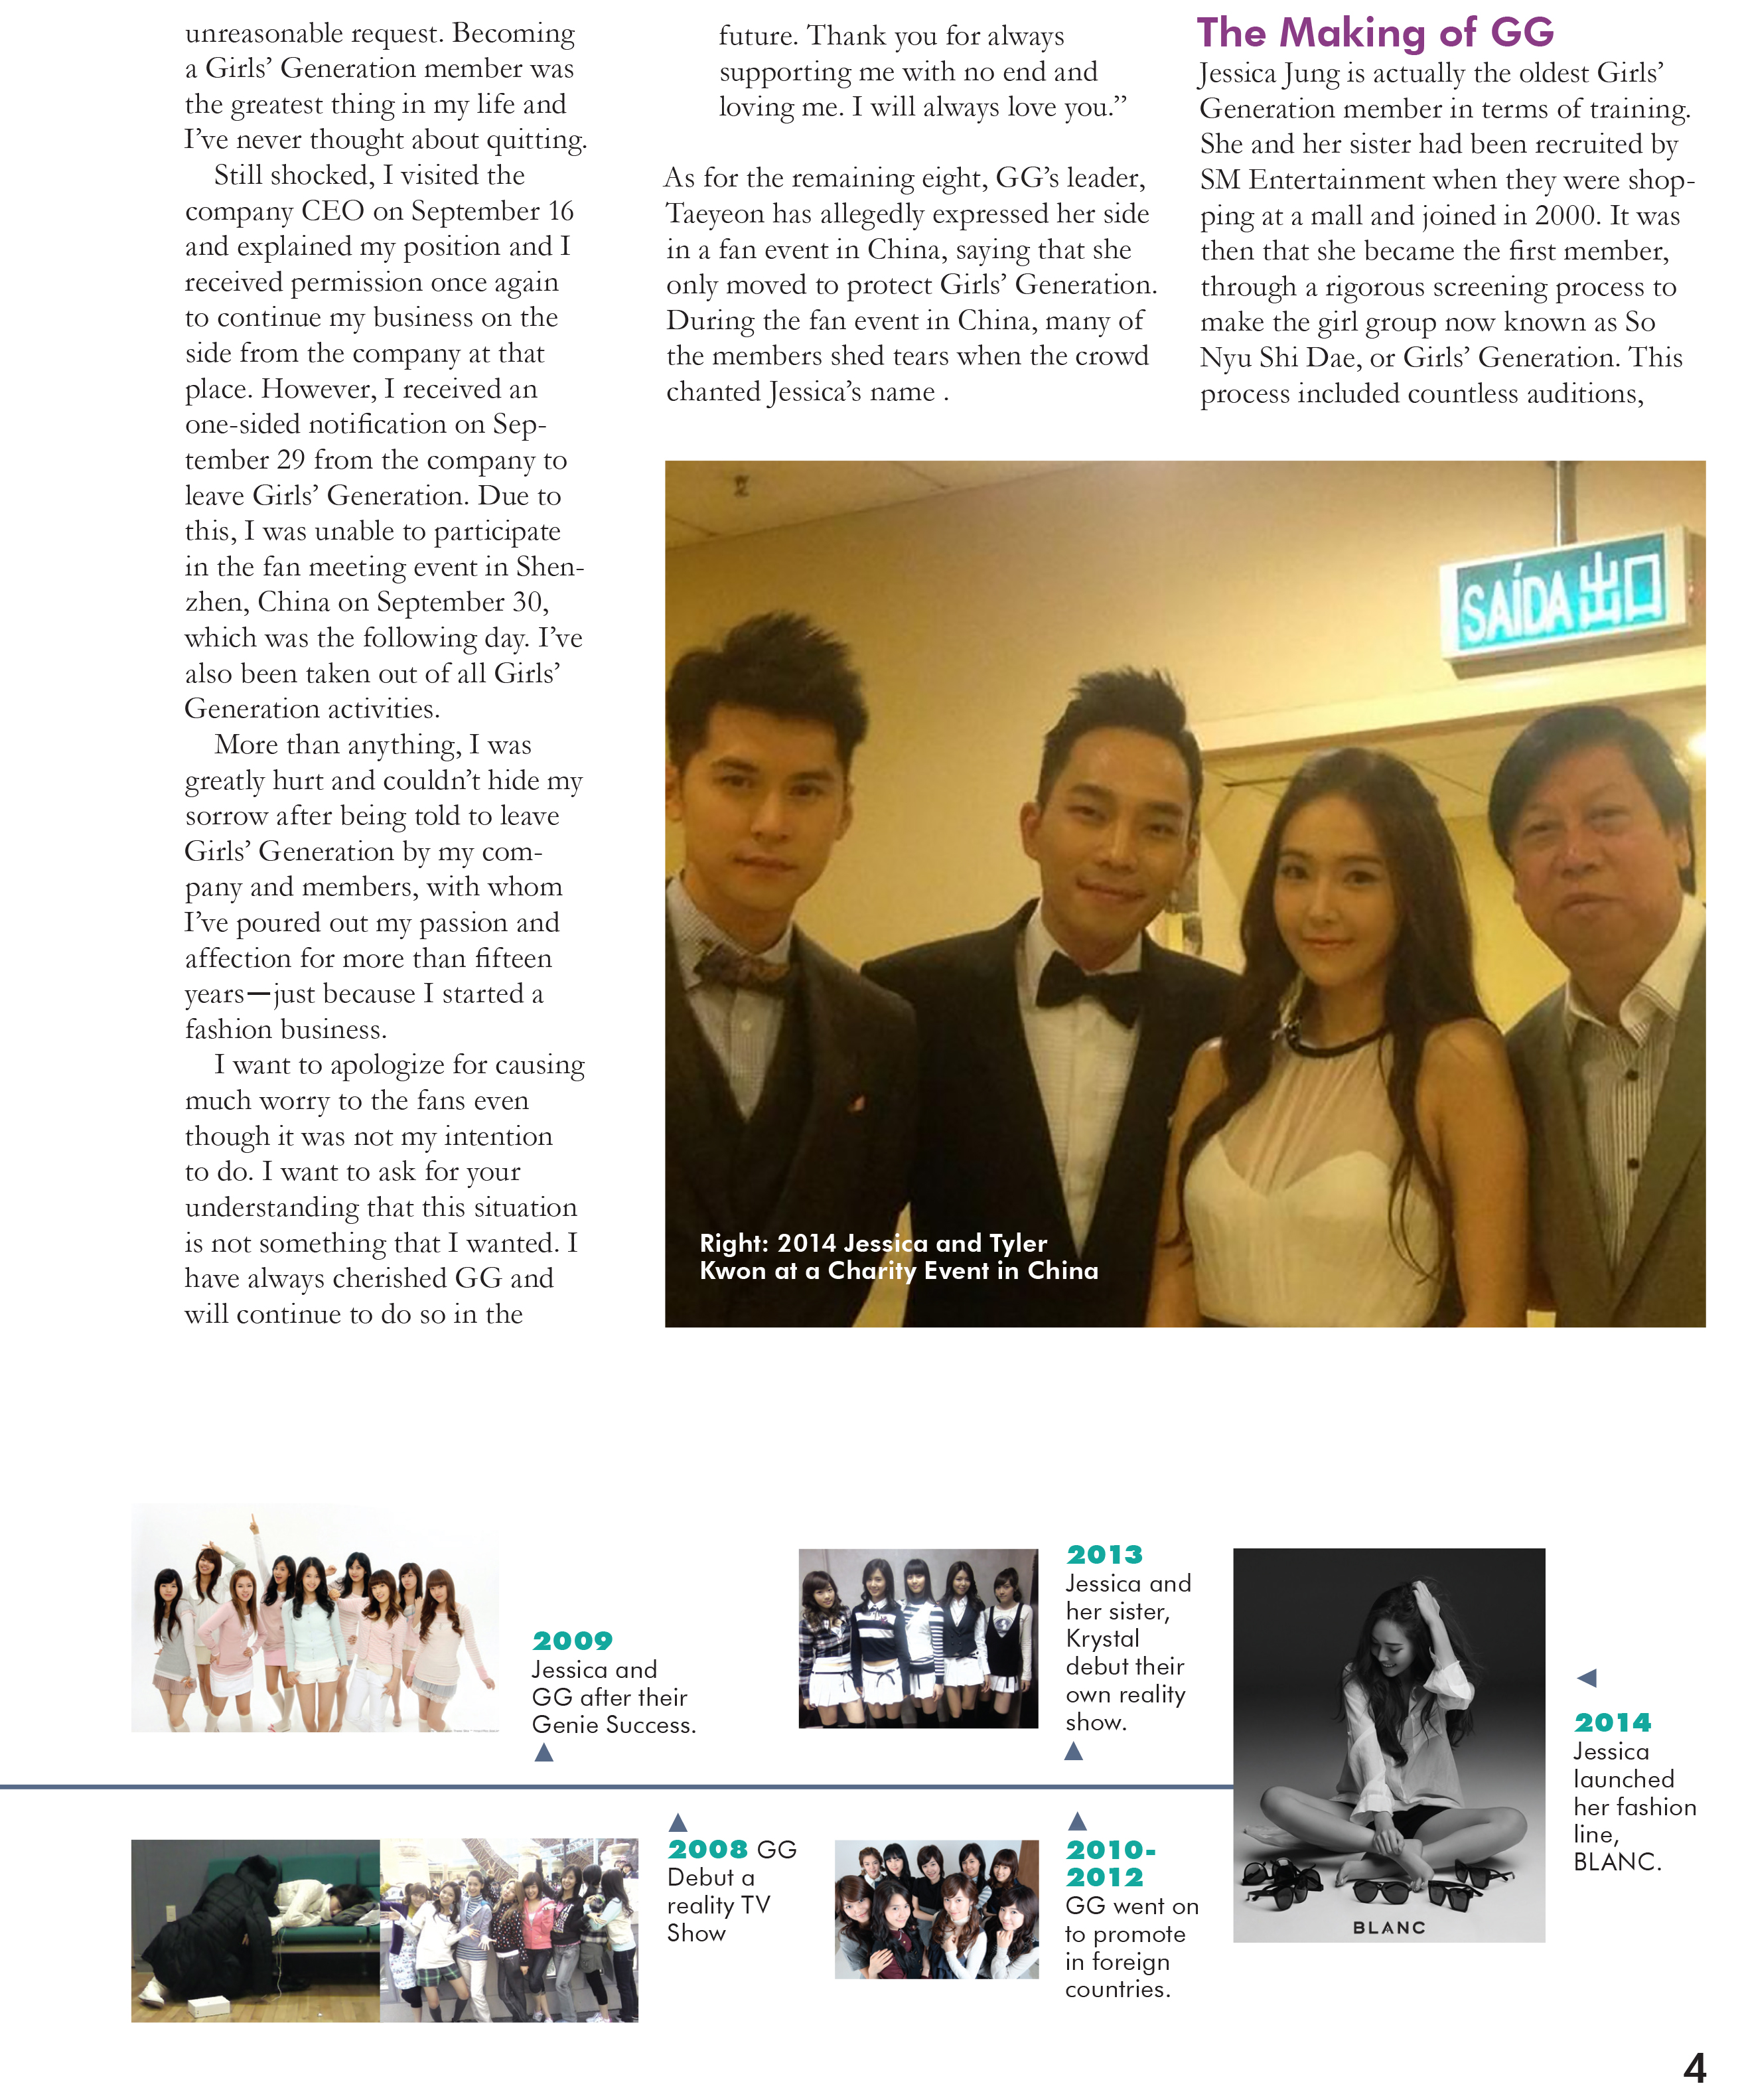 unreasonable request. Becoming
a Girls’ Generation member was
the greatest thing in my life and
I’ve never thought about quitting.
Still shocked, I visited the
company CEO on September 16
and explained my position and I
received permission once again
to continue my business on the
side from the company at that
place. However, I received an
one-sided notification on Sep-
tember 29 from the company to
leave Girls’ Generation. Due to
this, I was unable to participate
in the fan meeting event in Shen-
zhen, China on September 30,
which was the following day. I’ve
also been taken out of all Girls’
Generation activities.
More than anything, I was
greatly hurt and couldn’t hide my
sorrow after being told to leave
Girls’ Generation by my com-
pany and members, with whom
I’ve poured out my passion and
affection for more than fifteen
years—just because I started a
fashion business.
I want to apologize for causing
much worry to the fans even
though it was not my intention
to do. I want to ask for your
understanding that this situation
is not something that I wanted. I
have always cherished GG and
will continue to do so in the
future. Thank you for always
supporting me with no end and
loving me. I will always love you.”
As for the remaining eight, GG’s leader,
Taeyeon has allegedly expressed her side
in a fan event in China, saying that she
only moved to protect Girls’ Generation.
During the fan event in China, many of
the members shed tears when the crowd
chanted Jessica’s name .
The Making of GG
Jessica Jung is actually the oldest Girls’
Generation member in terms of training.
She and her sister had been recruited by
SM Entertainment when they were shop-
ping at a mall and joined in 2000. It was
then that she became the first member,
through a rigorous screening process to
make the girl group now known as So
Nyu Shi Dae, or Girls’ Generation. This
process included countless auditions,
SAÍDA 出口
Right: 2014 Jessica and Tyler
Kwon at a Charity Event in China
2009
Jessica and
GG after their
Genie Success.
2013
Jessica and
her sister,
Krystal
debut their
own reality
show.
2014
Jessica
launched
her fashion
line,
BLANC.
2008 GG
Debut a
reality TV
Show
2010-
2012
GG went on
to promote
in foreign
countries.
BLANC
4